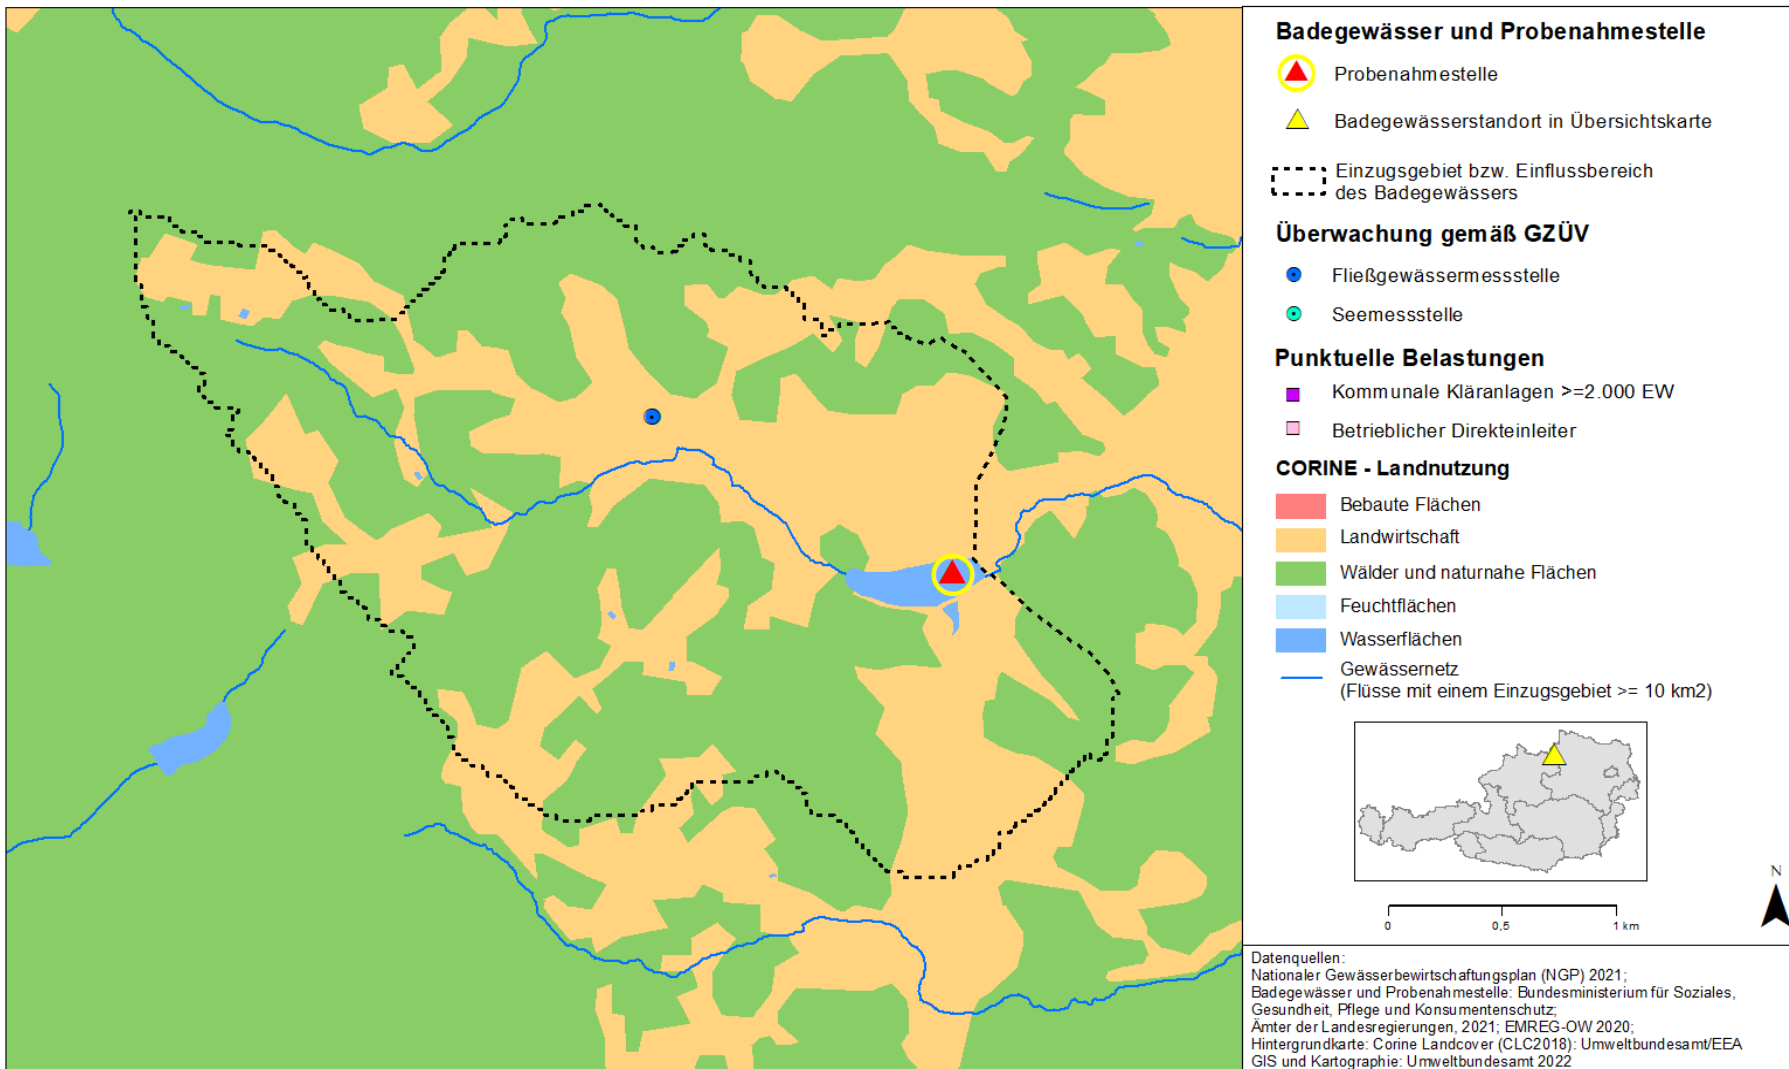 Badegewässer und Probenahmestelle
Probenahmestelle
Badegewässerstandort in Übersichtskarte
Einzugsgebiet bzw. Einflussbereich
des Badegewässers
Überwachung gemäß GZÜV
Fließgewässermessstelle
Seemessstelle
Punktuelle Belastungen
Kommunale Kläranlagen >=2.000 EW
Betrieblicher Direkteinleiter
CORINE - Landnutzung
Bebaute Flächen
Landwirtschaft
Wälder und naturnahe Flächen
Feuchtflächen
Wasserflächen
Gewässernetz
(Flüsse mit einem Einzugsgebiet >= 10 km2)
N
0 0,5 1 km
Datenquellen:
Nationaler Gewässerbewirtschaftungsplan (NGP) 2021;
Badegewässer und Probenahmestelle: Bundesministerium für Soziales,
Gesundheit, Pflege und Konsumentenschutz;
Ämter der Landesregierungen, 2021; EMREG-OW 2020;
Hintergrundkarte: Corine Landcover (CLC2018): Umweltbundesamt/EEA
GIS und Kartographie: Umweltbundesamt 2022